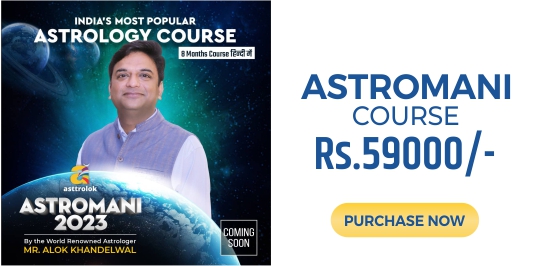 INDIA'S MOST POPULAR
ASTROLOGY COURSE
8 Months Course हिन्दी में
asttrolok
ASTROMANI
2023
By the World Renowned Astrologer
MR. ALOK KHANDELWAL
COMING
SOON
ASTROMANI
COURSE
Rs.59000/-
PURCHASE NOW